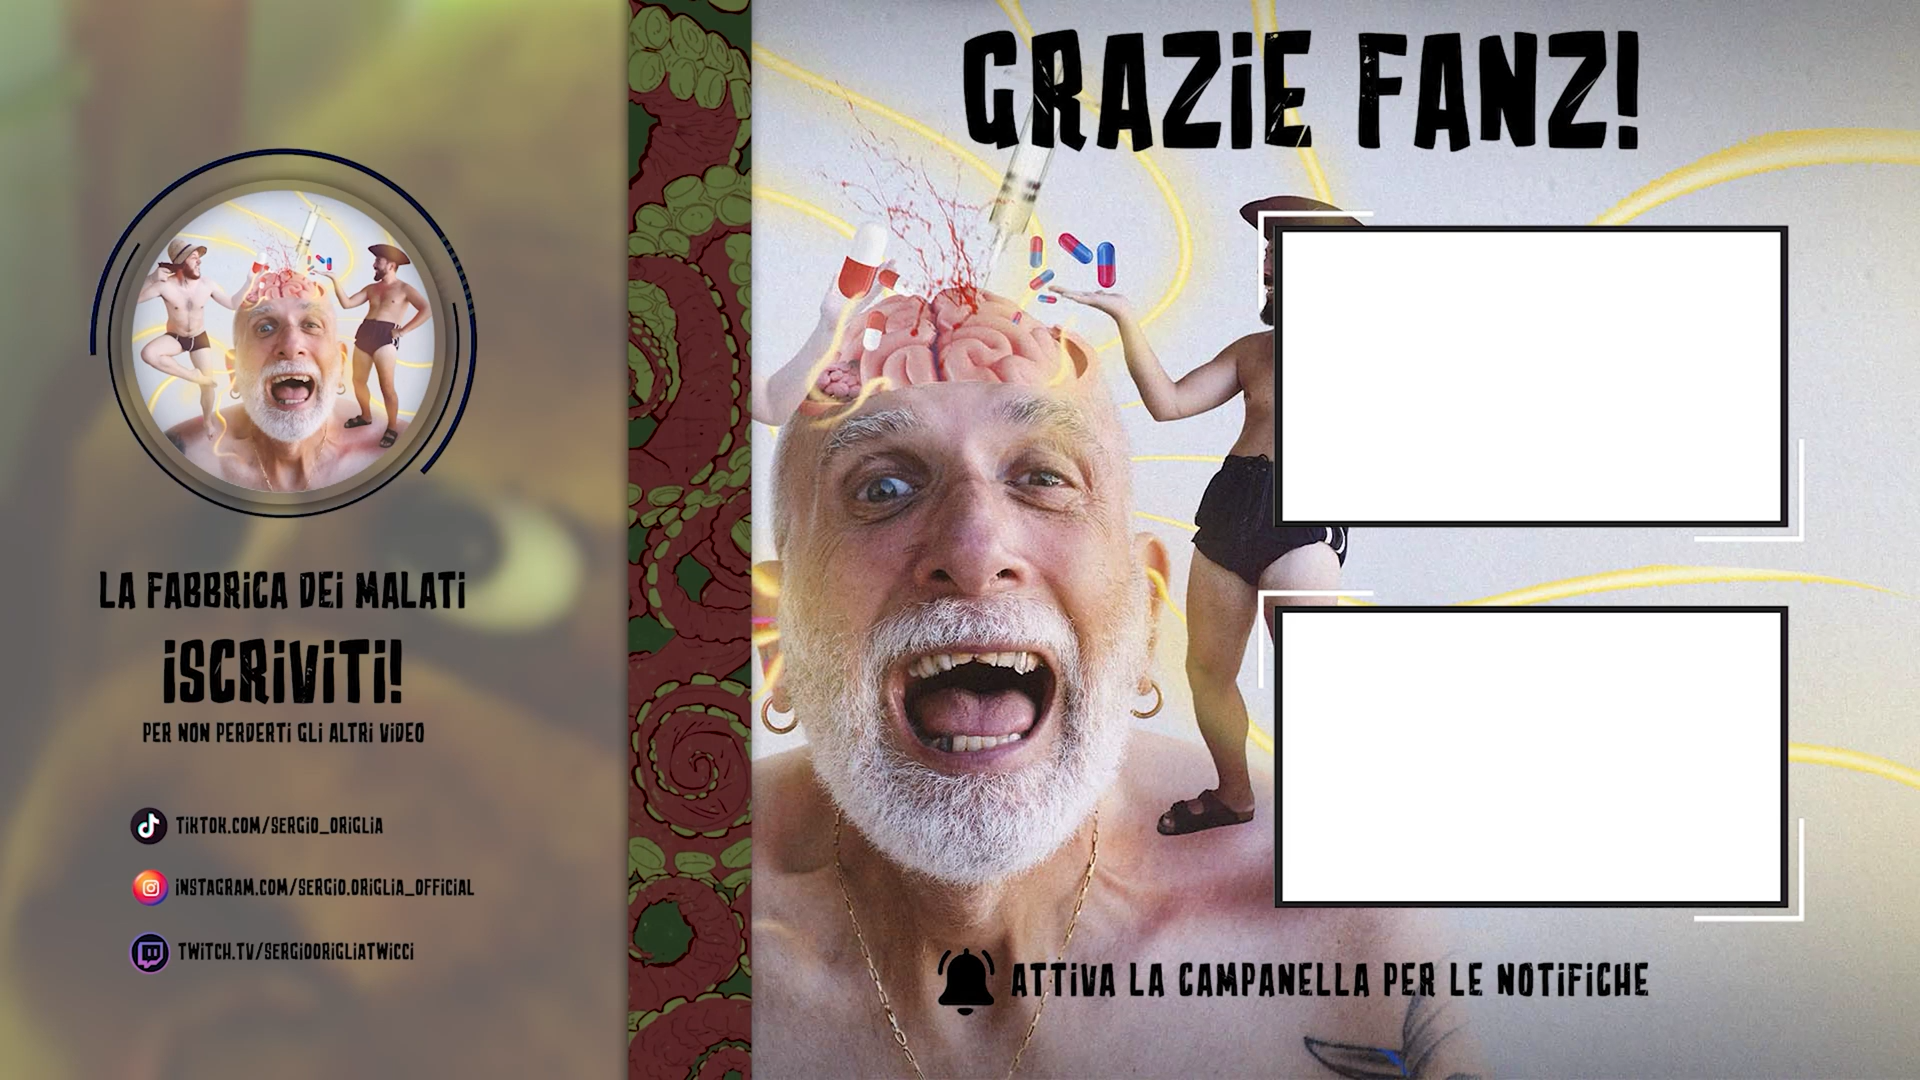 GRAZiE FANZ!
LA FABBRiCA DEi MALATi
iSCRiViTi!
PER NON PERDERTi GLi ALTRi ViDEO
TiKTOK.COM/SERGiO_ORiGLiA
iNSTAGRAM.COM/SERGiO.ORiGLiA_OFFiCiAL
TWiTCH.TV/SERGiOORiGLiATWiCCi
ATTiVA LA CAMPANELLA PER LE NOTiFiCHE